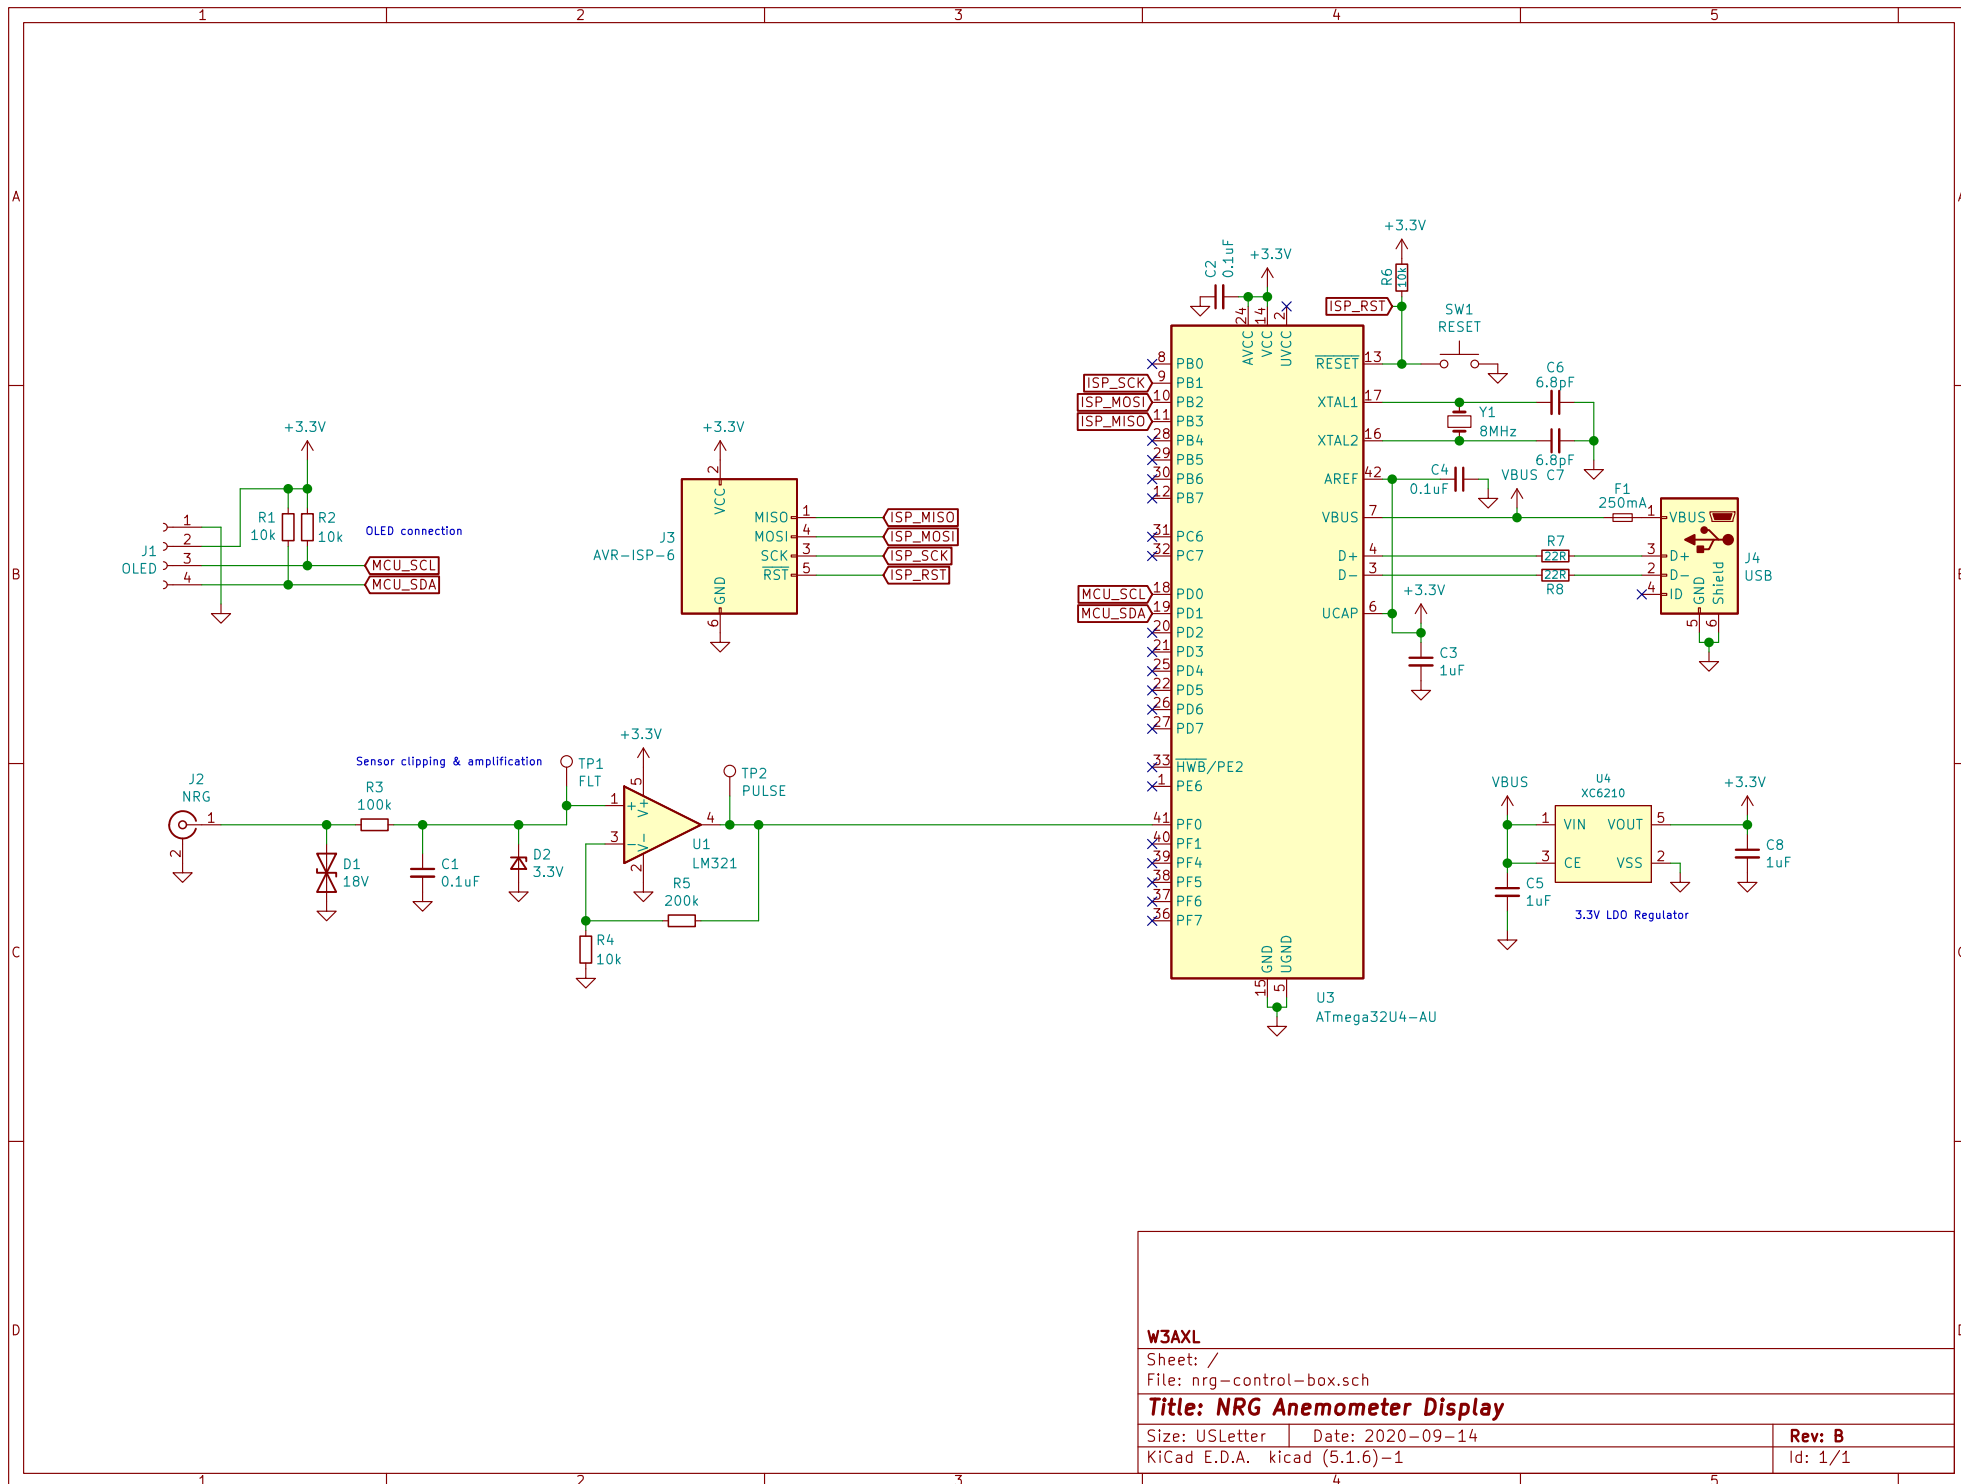 1
2
3
4
5
A
B
C
D
+3.3V
R1
10k
R2
10k
OLED connection
1
2
3
4
J1
OLED
MCU_SCL
MCU_SDA
+3.3V
2
VCC
J3
AVR-ISP-6
MISO
1
ISP_MISO
MOSI
4
ISP_MOSI
SCK
3
ISP_SCK
RST
5
ISP_RST
GND
6
Sensor clipping & amplification
J2
NRG
1
2
D1
18V
R3
100k
C1
0.1uF
D2
3.3V
TP1
FLT
+3.3V
5
1
+
V+
3
-
V-
2
4
U1
LM321
TP2
PULSE
R5
200k
R4
10k
C2
0.1uF
+3.3V
24
14
2
AVCC
VCC
UVCC
8
PB0
ISP_SCK
9
PB1
ISP_MOSI
10
PB2
ISP_MISO
11
PB3
28
PB4
29
PB5
30
PB6
12
PB7
31
PC6
32
PC7
MCU_SCL
18
PD0
MCU_SDA
19
PD1
20
PD2
21
PD3
25
PD4
22
PD5
26
PD6
27
PD7
33
HWB/PE2
1
PE6
41
PF0
40
PF1
39
PF4
38
PF5
37
PF6
36
PF7
GND
UGND
15
5
U3
ATmega32U4-AU
+3.3V
R6
10k
ISP_RST
RESET
13
SW1
RESET
XTAL1
17
XTAL2
16
C6
6.8pF
Y1
8MHz
6.8pF
C7
AREF
42
C4
0.1uF
VBUS
VBUS
7
F1
250mA
D+
4
R7
22R
D-
3
22R
R8
UCAP
6
+3.3V
C3
1uF
1
VBUS
3
D+
2
D-
4
ID
GND
Shield
5
6
J4
USB
VBUS
U4
XC6210
1
VIN
VOUT
5
3
CE
VSS
2
+3.3V
C8
1uF
C5
1uF
3.3V LDO Regulator
W3AXL
Sheet: /
File: nrg-control-box.sch
Title: NRG Anemometer Display
Size: USLetter
Date: 2020-09-14
Rev: B
KiCad E.D.A. kicad (5.1.6)-1
Id: 1/1
1
2
3
4
5